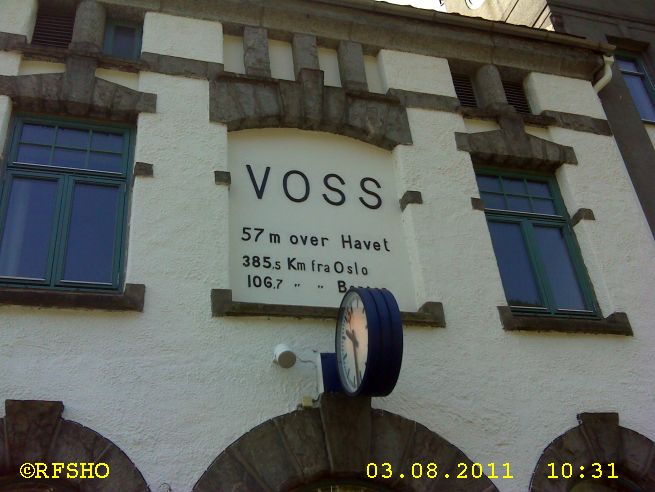 VOSS
57 m over Havet
385.5 Km fra Oslo
106.7 " "
©RFSHO 03.08.2011 10:31